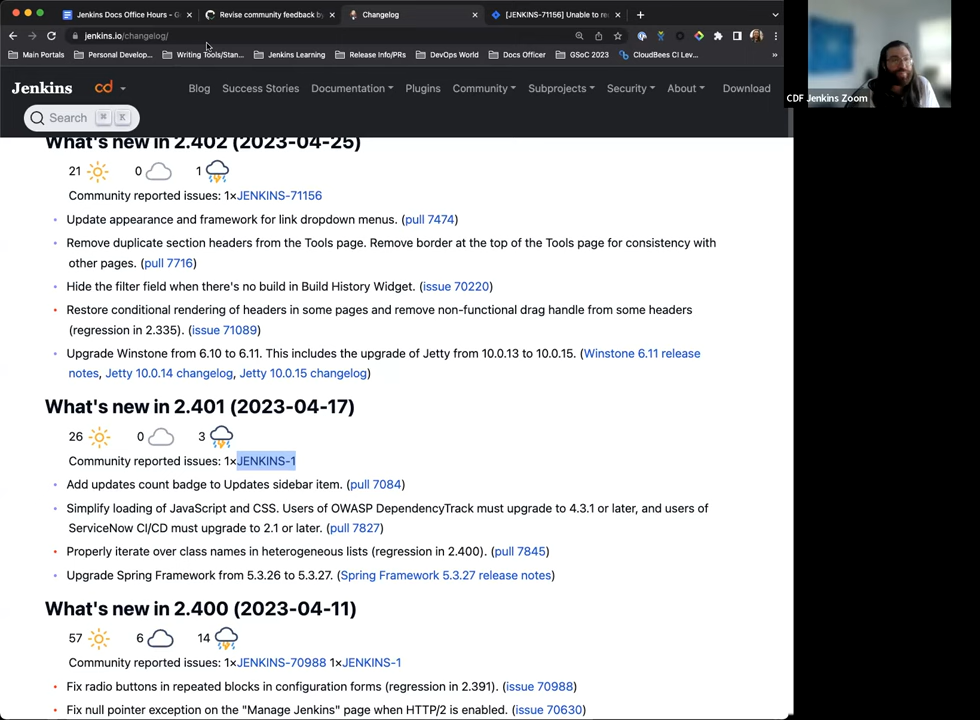 Jenkins Docs Office Hours - G
Revise community feedback by
Changelog
[JENKINS-71156] Unable to re
jenkins.io/changelog/
Main Portals
Personal Develop...
Writing Tools/Stan...
Jenkins Learning
Release Info/PRs
DevOps World
Docs Officer
GSoC 2023
CloudBees CI Lev...
»
Jenkins
cd
Blog
Success Stories
Documentation
Plugins
Community
Subprojects
Security
About
Download
Search ⌘ K
CDF Jenkins Zoom
What's new in 2.402 (2023-04-25)
21 0 1
Community reported issues: 1×JENKINS-71156
Update appearance and framework for link dropdown menus. (pull 7474)
Remove duplicate section headers from the Tools page. Remove border at the top of the Tools page for consistency with
other pages. (pull 7716)
Hide the filter field when there's no build in Build History Widget. (issue 70220)
Restore conditional rendering of headers in some pages and remove non-functional drag handle from some headers
(regression in 2.335). (issue 71089)
Upgrade Winstone from 6.10 to 6.11. This includes the upgrade of Jetty from 10.0.13 to 10.0.15. (Winstone 6.11 release
notes, Jetty 10.0.14 changelog, Jetty 10.0.15 changelog)
What's new in 2.401 (2023-04-17)
26 0 3
Community reported issues: 1×JENKINS-1
Add updates count badge to Updates sidebar item. (pull 7084)
Simplify loading of JavaScript and CSS. Users of OWASP DependencyTrack must upgrade to 4.3.1 or later, and users of
ServiceNow CI/CD must upgrade to 2.1 or later. (pull 7827)
Properly iterate over class names in heterogeneous lists (regression in 2.400). (pull 7845)
Upgrade Spring Framework from 5.3.26 to 5.3.27. (Spring Framework 5.3.27 release notes)
What's new in 2.400 (2023-04-11)
57 6 14
Community reported issues: 1×JENKINS-70988 1×JENKINS-1
Fix radio buttons in repeated blocks in configuration forms (regression in 2.391). (issue 70988)
Fix null pointer exception on the "Manage Jenkins" page when HTTP/2 is enabled. (issue 70630)